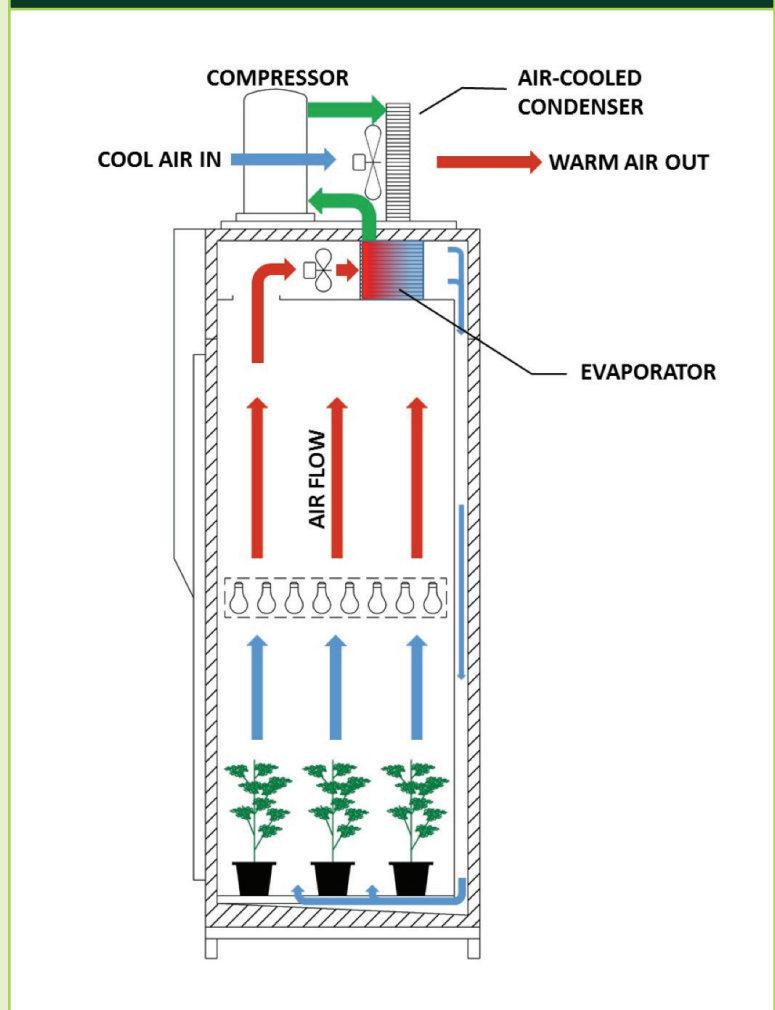 COMPRESSOR
AIR-COOLED
CONDENSER
COOL AIR IN
WARM AIR OUT
EVAPORATOR
AIR FLOW